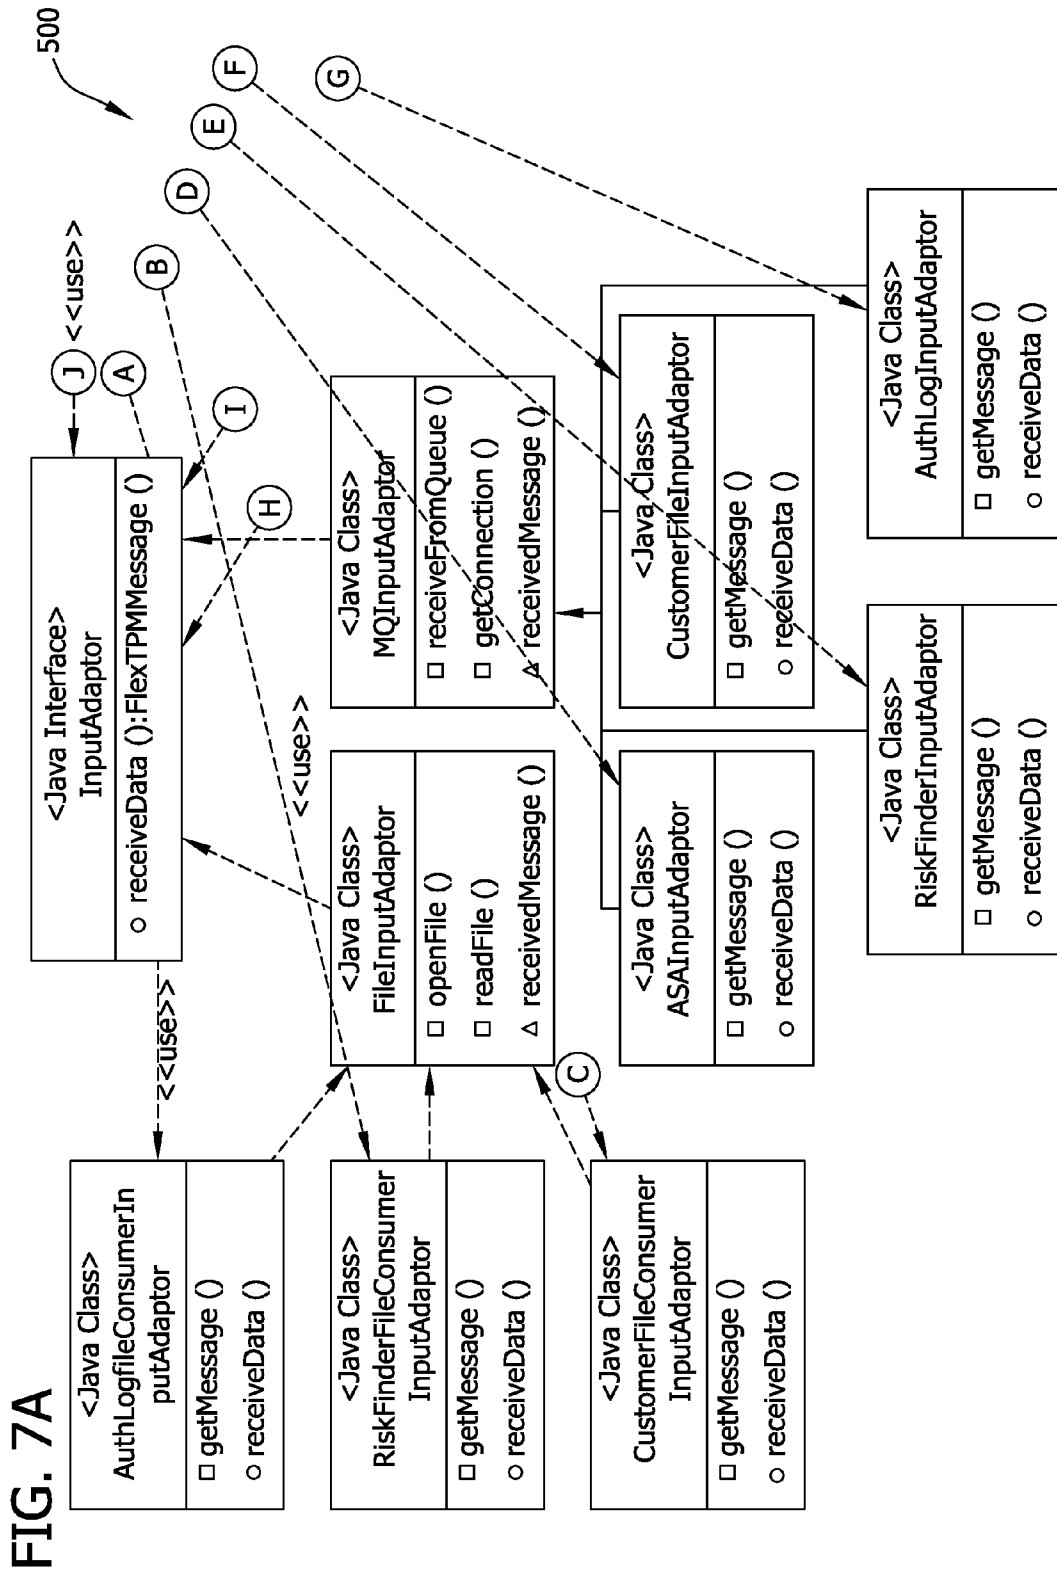 FIG. 7A
500
<Java Interface>
InputAdaptor
receiveData ():FlexTPMMessage ()
J
<<use>>
A
B
D
E
F
G
H
I
<<use>>
<<use>>
<Java Class>
AuthLogfileConsumerIn
putAdaptor
getMessage ()
receiveData ()
<Java Class>
FileInputAdaptor
openFile ()
readFile ()
receivedMessage ()
<Java Class>
MQInputAdaptor
receiveFromQueue ()
getConnection ()
receivedMessage ()
<Java Class>
RiskFinderFileConsumer
InputAdaptor
getMessage ()
receiveData ()
C
<Java Class>
CustomerFileConsumer
InputAdaptor
getMessage ()
receiveData ()
<Java Class>
ASAInputAdaptor
getMessage ()
receiveData ()
<Java Class>
CustomerFileInputAdaptor
getMessage ()
receiveData ()
<Java Class>
RiskFinderInputAdaptor
getMessage ()
receiveData ()
<Java Class>
AuthLogInputAdaptor
getMessage ()
receiveData ()